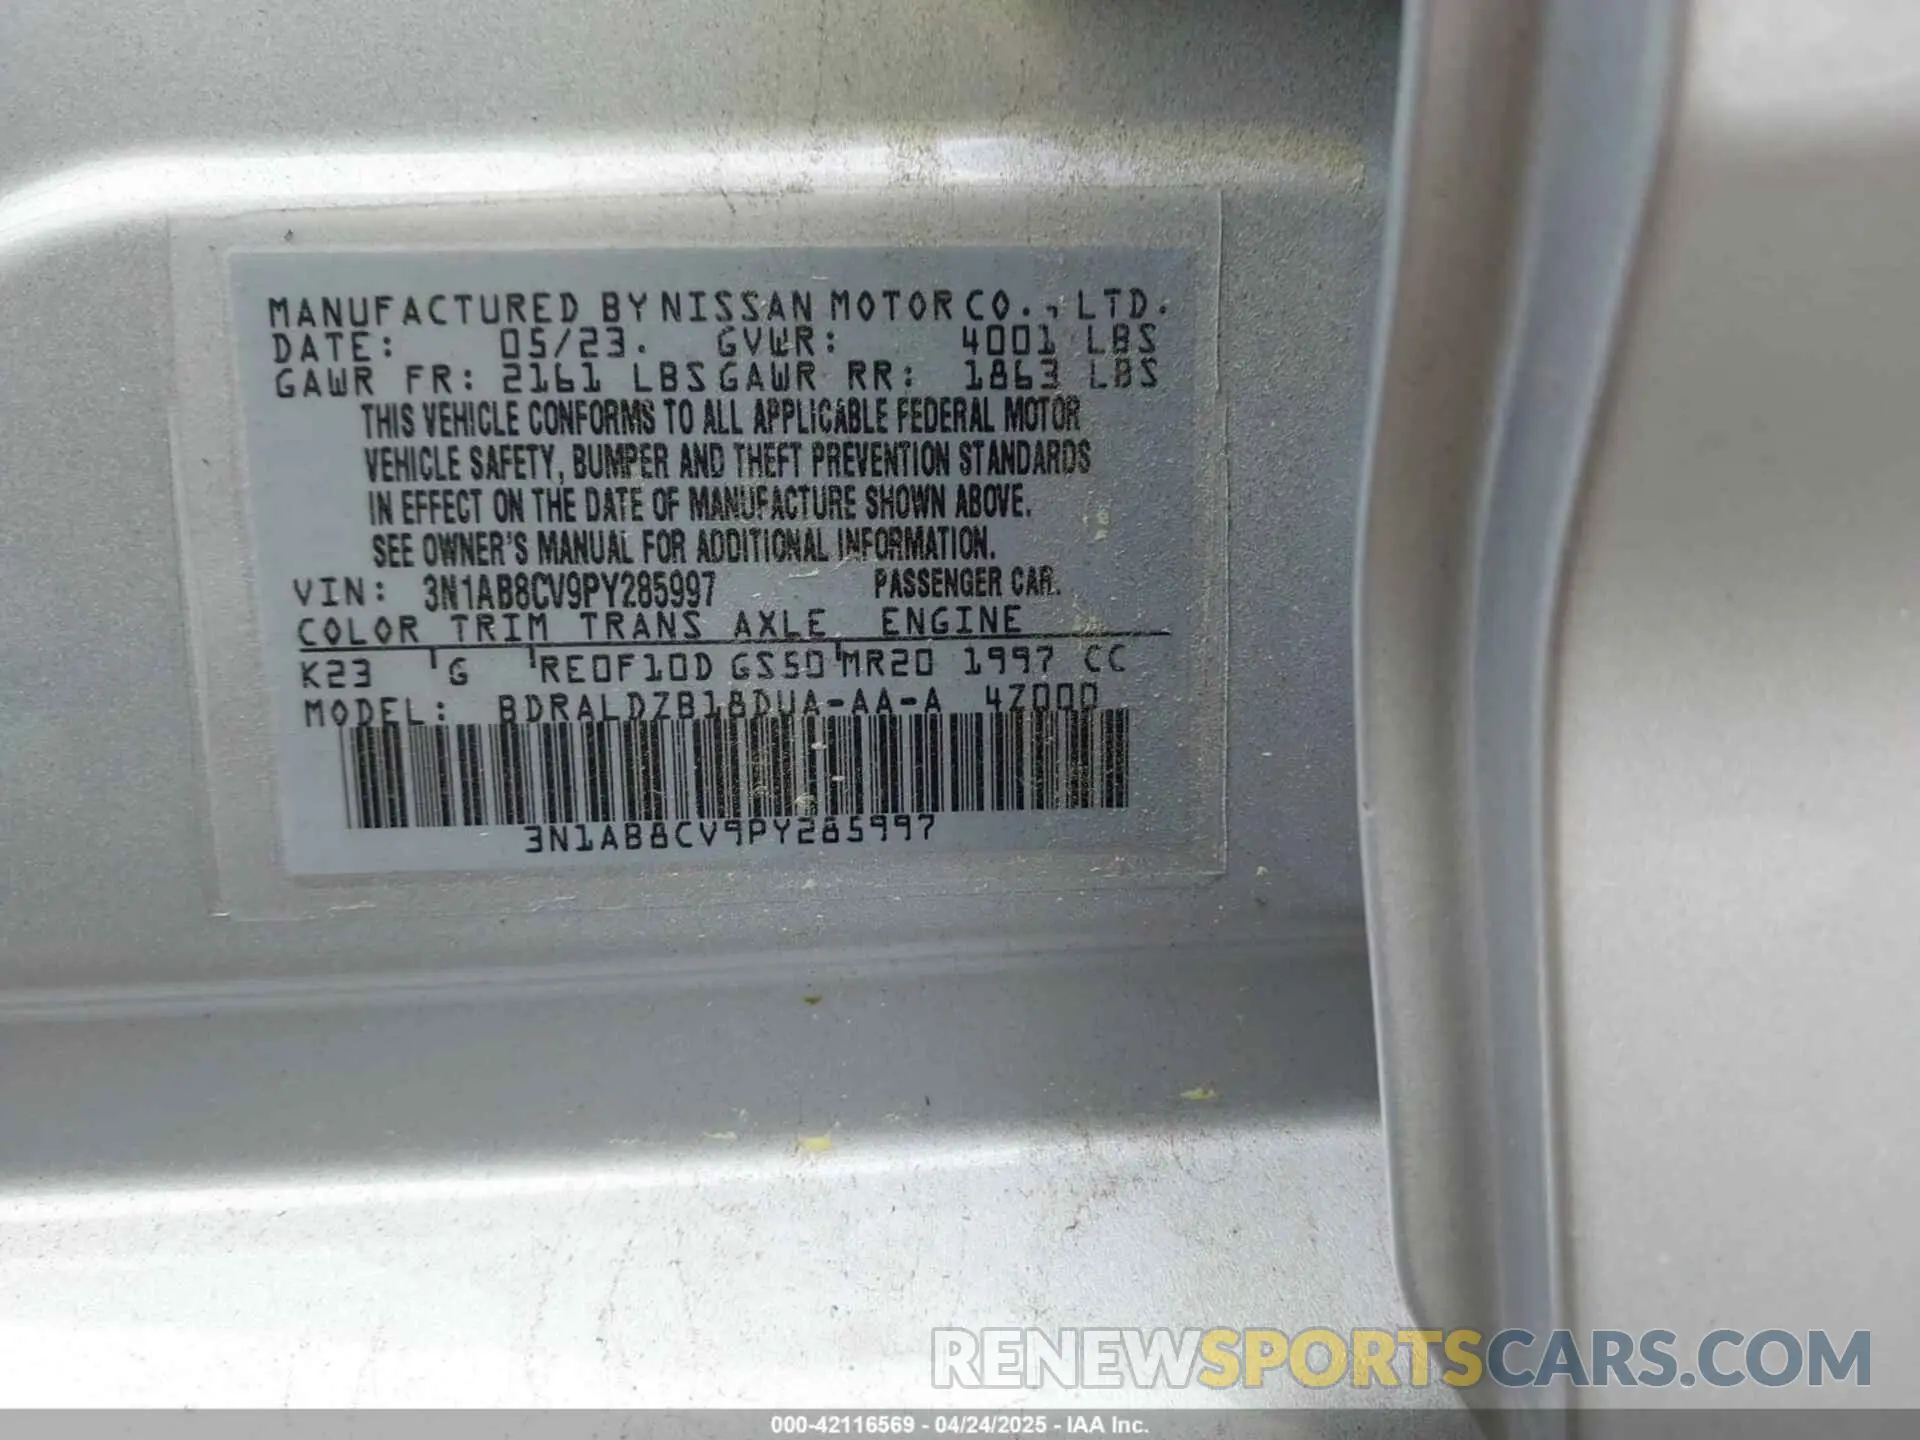 MANUFACTURED BY NISSAN MOTOR CO., LTD.
DATE: 05/23. GVWR: 4001 LBS
GAWR FR: 2161 LBS GAWR RR: 1863 LBS
THIS VEHICLE CONFORMS TO ALL APPLICABLE FEDERAL MOTOR
VEHICLE SAFETY, BUMPER AND THEFT PREVENTION STANDARDS
IN EFFECT ON THE DATE OF MANUFACTURE SHOWN ABOVE.
SEE OWNER'S MANUAL FOR ADDITIONAL INFORMATION.
VIN: 3N1AB8CV9PY285997 PASSENGER CAR.
COLOR TRIM TRANS AXLE ENGINE
K23 G RE0F10D GS50 MR20 1997 CC
MODEL: BDRALDZB18DUA-AA-A 4Z000
3N1AB8CV9PY285997
RENEWSPORTSCARS.COM
000-42116569 - 04/24/2025 - IAA Inc.